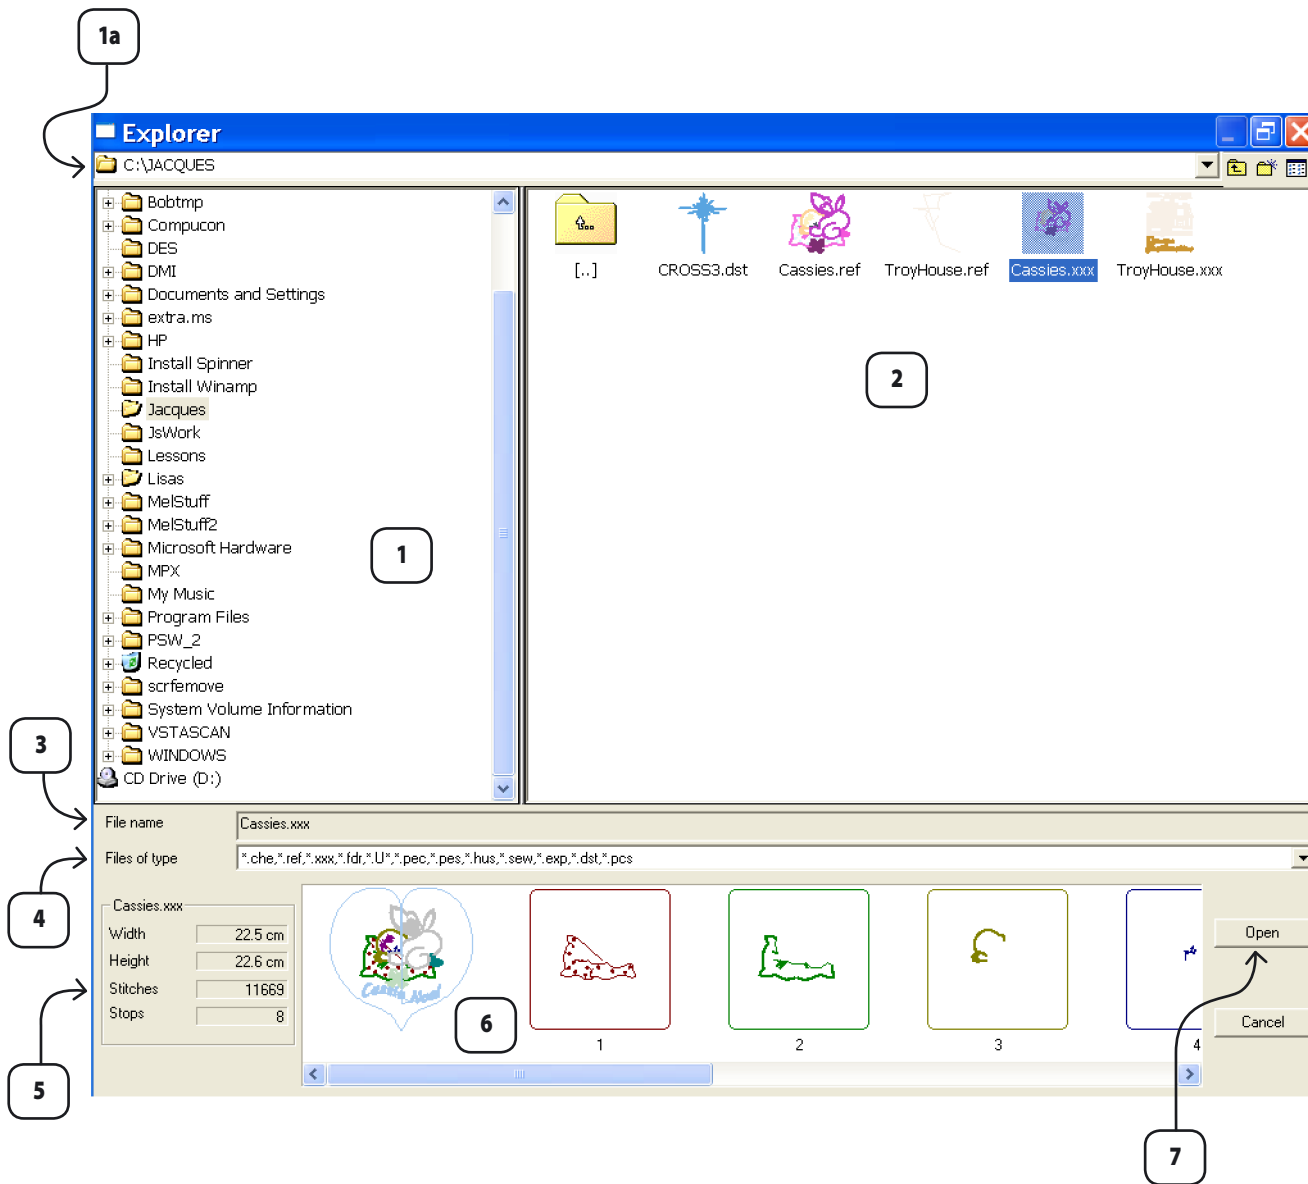 1a
Explorer
C:\JACQUES
Bobtmp
Compucon
DES
DMI
Documents and Settings
extra.ms
HP
Install Spinner
Install Winamp
Jacques
JsWork
Lessons
Lisas
MelStuff
MelStuff2
Microsoft Hardware
MPX
My Music
Program Files
PSW_2
Recycled
scrfemove
System Volume Information
VSTASCAN
WINDOWS
CD Drive (D:)
1
[..]
CROSS3.dst
Cassies.ref
TroyHouse.ref
Cassies.xxx
TroyHouse.xxx
2
3
File name
Cassies.xxx
4
Files of type
*.che,*.ref,*.xxx,*.fdr,*.U*,*.pec,*.pes,*.hus,*.sew,*.exp,*.dst,*.pcs
Cassies.xxx
Width 22.5 cm
Height 22.6 cm
Stitches 11669
Stops 8
5
6
1
2
3
4
Open
Cancel
7